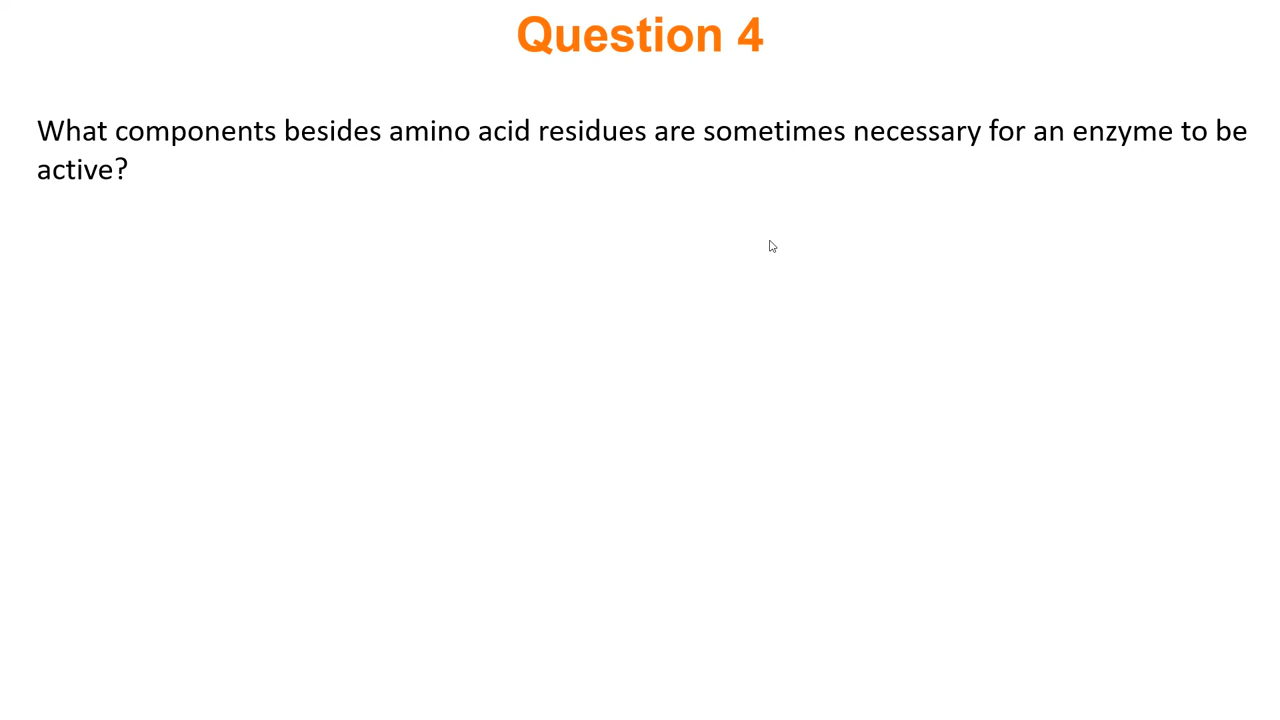 Question 4
What components besides amino acid residues are sometimes necessary for an enzyme to be
active?